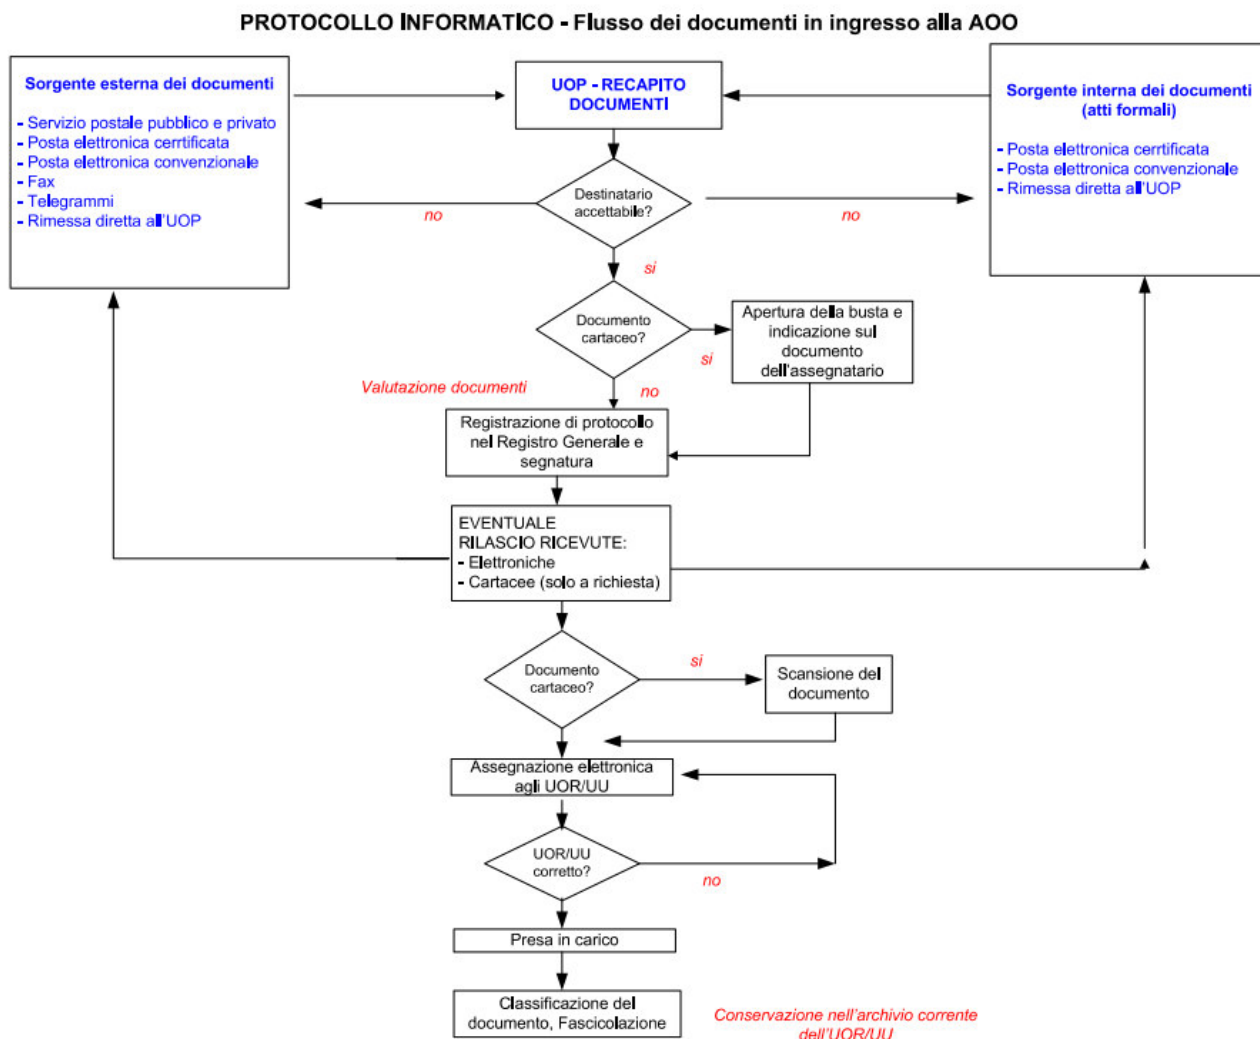 PROTOCOLLO INFORMATICO - Flusso dei documenti in ingresso alla AOO
Sorgente esterna dei documenti
- Servizio postale pubblico e privato
- Posta elettronica cerrtificata
- Posta elettronica convenzionale
- Fax
- Telegrammi
- Rimessa diretta all'UOP
UOP - RECAPITO
DOCUMENTI
Sorgente interna dei documenti
(atti formali)
- Posta elettronica cerrtificata
- Posta elettronica convenzionale
- Rimessa diretta all'UOP
Destinatario
accettabile?
no
no
si
Documento
cartaceo?
si
Apertura della busta e
indicazione sul
documento
dell'assegnatario
Valutazione documenti
no
Registrazione di protocollo
nel Registro Generale e
segnatura
EVENTUALE
RILASCIO RICEVUTE:
- Elettroniche
- Cartacee (solo a richiesta)
Documento
cartaceo?
si
Scansione del
documento
Assegnazione elettronica
agli UOR/UU
UOR/UU
corretto?
no
Presa in carico
Classificazione del
documento, Fascicolazione
Conservazione nell'archivio corrente
dell'UOR/UU